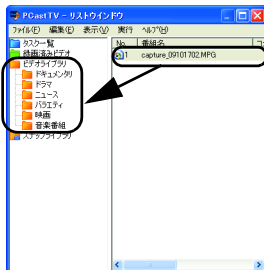 PCastTV - リストウインドウ
ファイル(F) 編集(E) 表示(V) 実行 ヘルプ(H)
タスク一覧
録画済みビデオ
ビデオライブラリ
ドキュメンタリ
ドラマ
ニュース
バラエティ
映画
音楽番組
スナップライブラリ
No. 番組名
1 capture_09101702.MPG